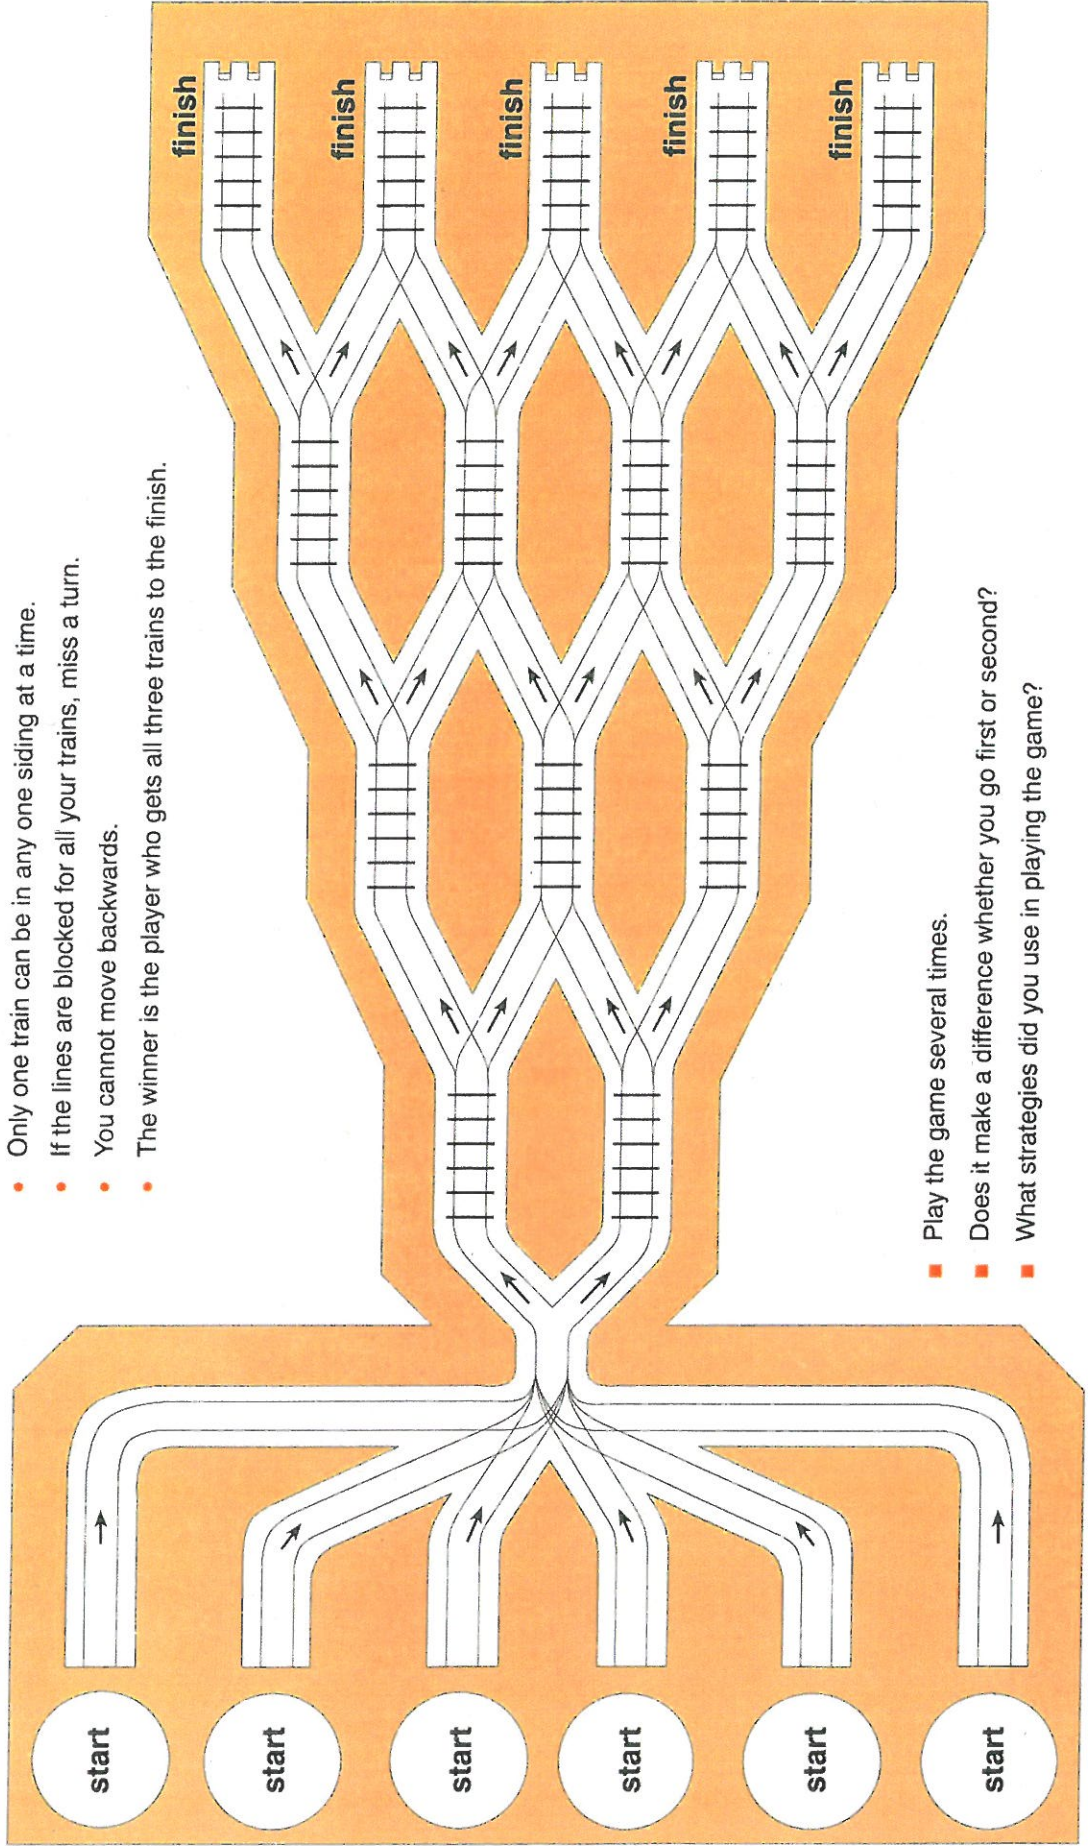 Only one train can be in any one siding at a time.
If the lines are blocked for all your trains, miss a turn.
You cannot move backwards.
The winner is the player who gets all three trains to the finish.
finish
finish
finish
finish
finish
start
start
start
start
start
start
Play the game several times.
Does it make a difference whether you go first or second?
What strategies did you use in playing the game?